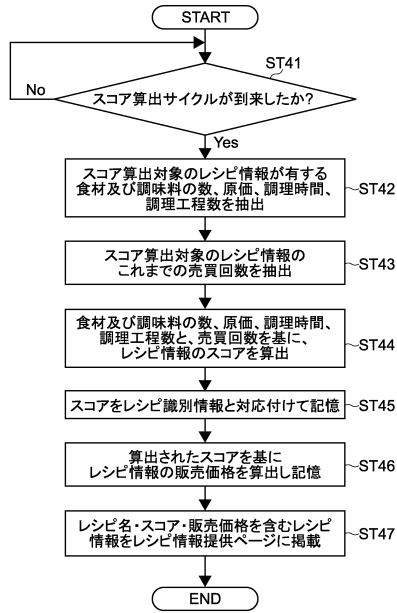 START
ST41
スコア算出サイクルが到来したか?
No
Yes
スコア算出対象のレシピ情報が有する
食材及び調味料の数、原価、調理時間、
調理工程数を抽出
ST42
スコア算出対象のレシピ情報の
これまでの売買回数を抽出
ST43
食材及び調味料の数、原価、調理時間、
調理工程数と、売買回数を基に、
レシピ情報のスコアを算出
ST44
スコアをレシピ識別情報と対応付けて記憶
ST45
算出されたスコアを基に
レシピ情報の販売価格を算出し記憶
ST46
レシピ名・スコア・販売価格を含むレシピ
情報をレシピ情報提供ページに掲載
ST47
END